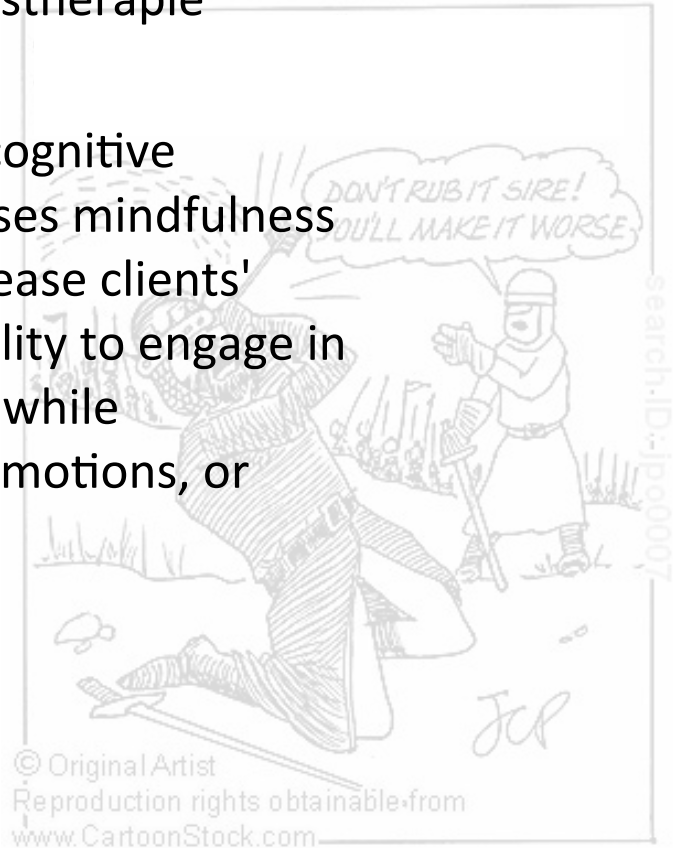 stherapie
cognitive
ses mindfulness
ease clients'
lity to engage in
while
motions, or
DON'T RUB IT SIRE!
YOU'LL MAKE IT WORSE
search ID: jpo0007
JCP
© Original Artist
Reproduction rights obtainable from
www.CartoonStock.com